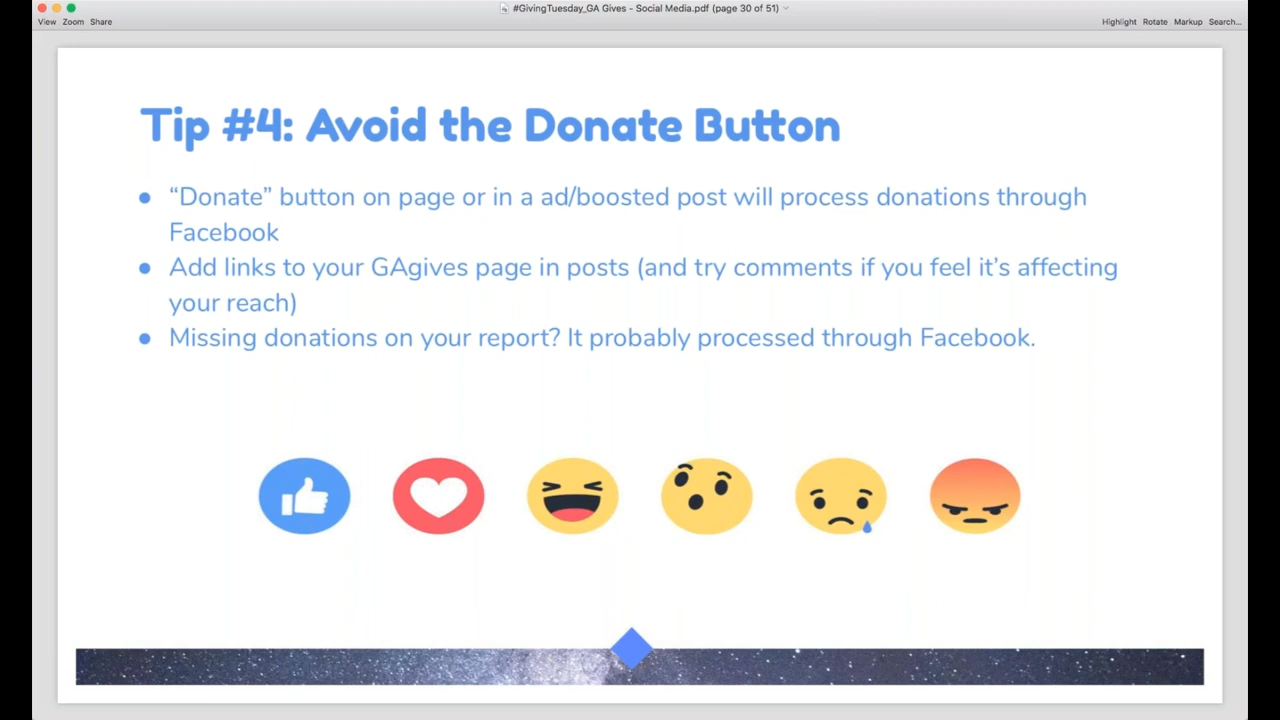 #GivingTuesday_GA Gives - Social Media.pdf (page 30 of 51)
View Zoom Share
Highlight Rotate Markup Search...
Tip #4: Avoid the Donate Button
● “Donate” button on page or in a ad/boosted post will process donations through
Facebook
● Add links to your GAgives page in posts (and try comments if you feel it’s affecting
your reach)
● Missing donations on your report? It probably processed through Facebook.